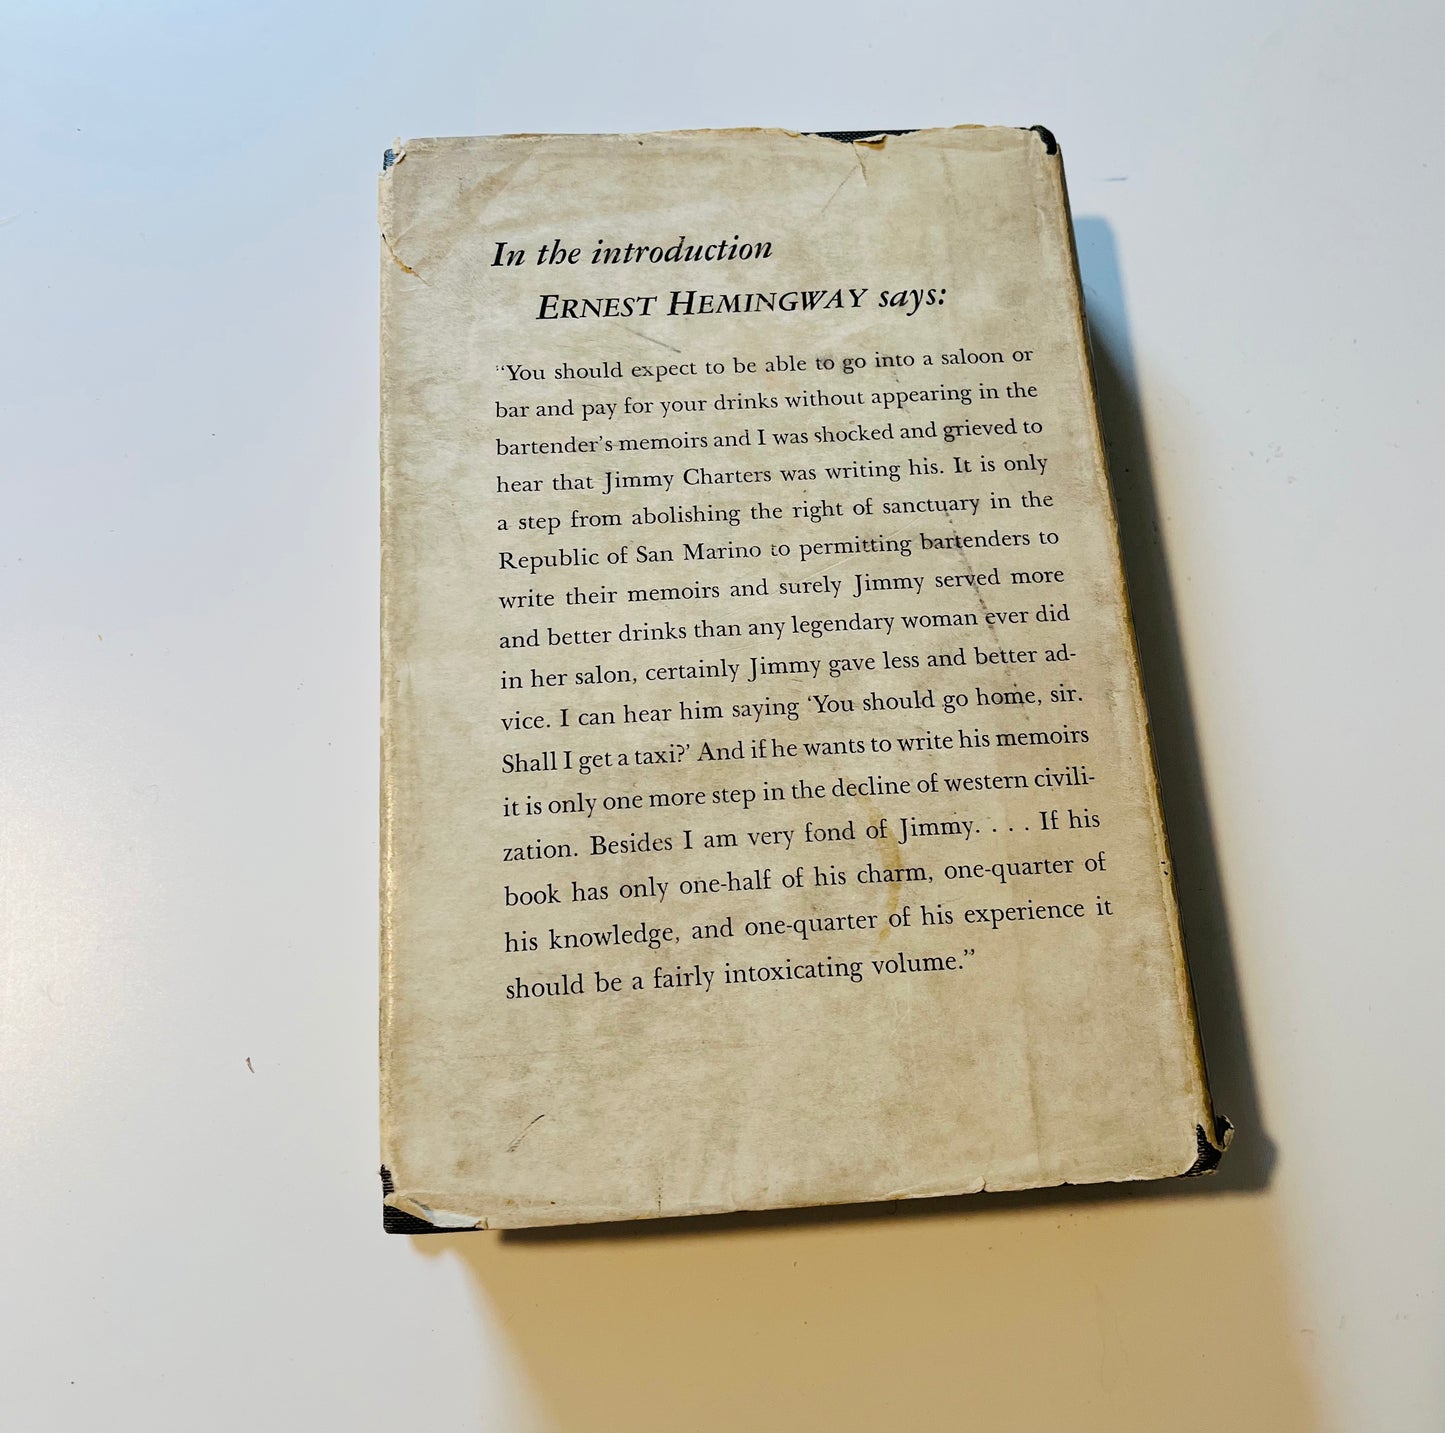 In the introduction
ERNEST HEMINGWAY says:
“You should expect to be able to go into a saloon or
bar and pay for your drinks without appearing in the
bartender’s memoirs and I was shocked and grieved to
hear that Jimmy Charters was writing his. It is only
a step from abolishing the right of sanctuary in the
Republic of San Marino to permitting bartenders to
write their memoirs and surely Jimmy served more
and better drinks than any legendary woman ever did
in her salon, certainly Jimmy gave less and better ad-
vice. I can hear him saying ‘You should go home, sir.
Shall I get a taxi?’ And if he wants to write his memoirs
it is only one more step in the decline of western civili-
zation. Besides I am very fond of Jimmy. . . . If his
book has only one-half of his charm, one-quarter of
his knowledge, and one-quarter of his experience it
should be a fairly intoxicating volume.”